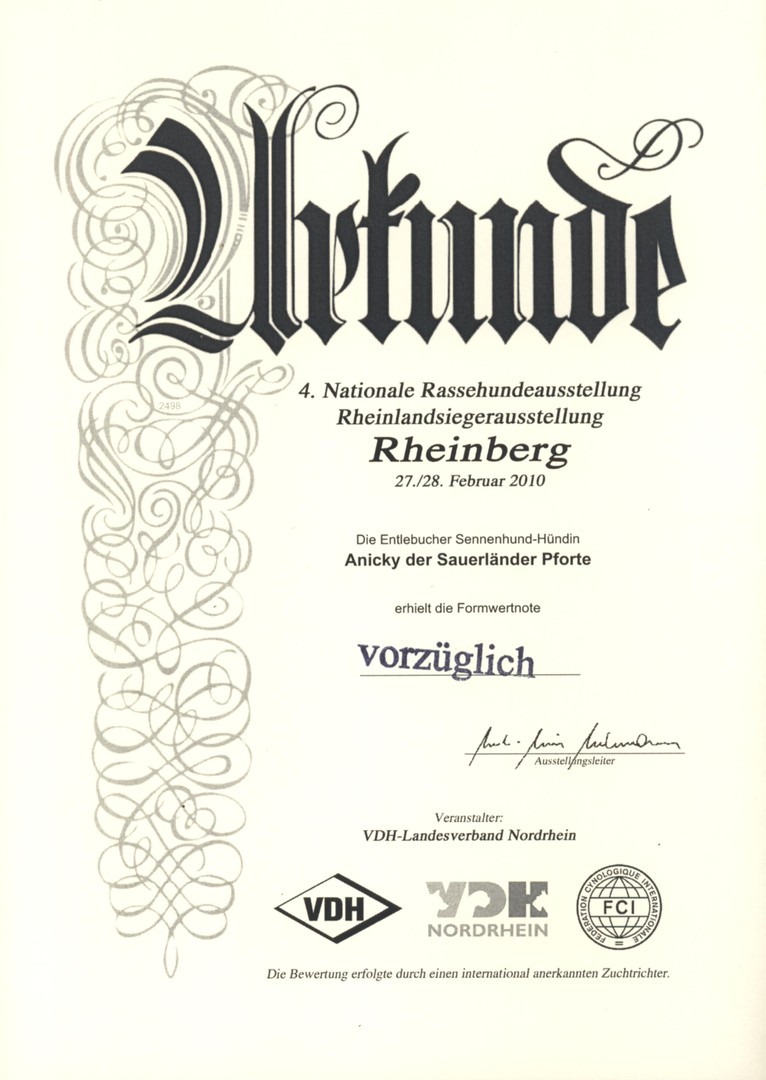 Urkunde
2498
4. Nationale Rassehundeausstellung
Rheinlandsiegerausstellung
Rheinberg
27./28. Februar 2010
Die Entlebucher Sennenhund-Hündin
Anicky der Sauerländer Pforte
erhielt die Formwertnote
vorzüglich
Ausstellungsleiter
Veranstalter:
VDH-Landesverband Nordrhein
VDH
VDH
NORDRHEIN
FEDERATION CYNOLOGIQUE INTERNATIONALE
FCI
Die Bewertung erfolgte durch einen international anerkannten Zuchtrichter.